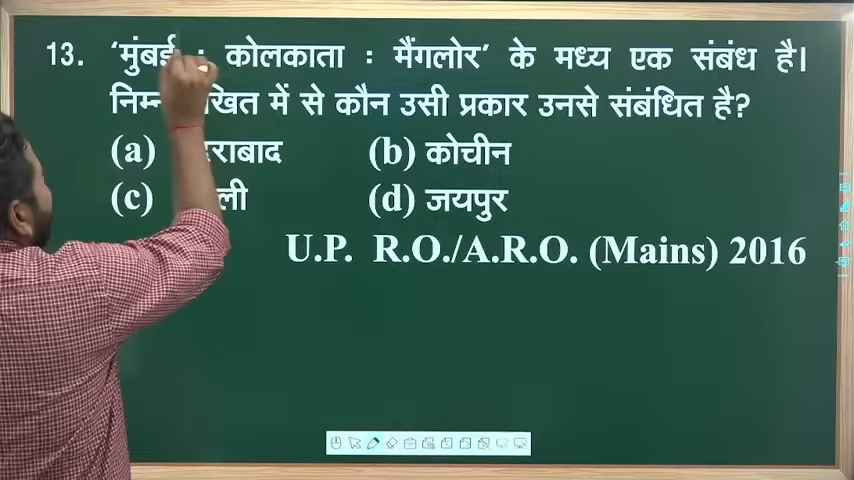 13. ‘मुंबई : कोलकाता : मैंगलोर’ के मध्य एक संबंध है।
में से कौन उसी प्रकार उनसे संबंधित है?
(a) (b) कोचीन
(c) (d) जयपुर
U.P. R.O./A.R.O. (Mains) 2016